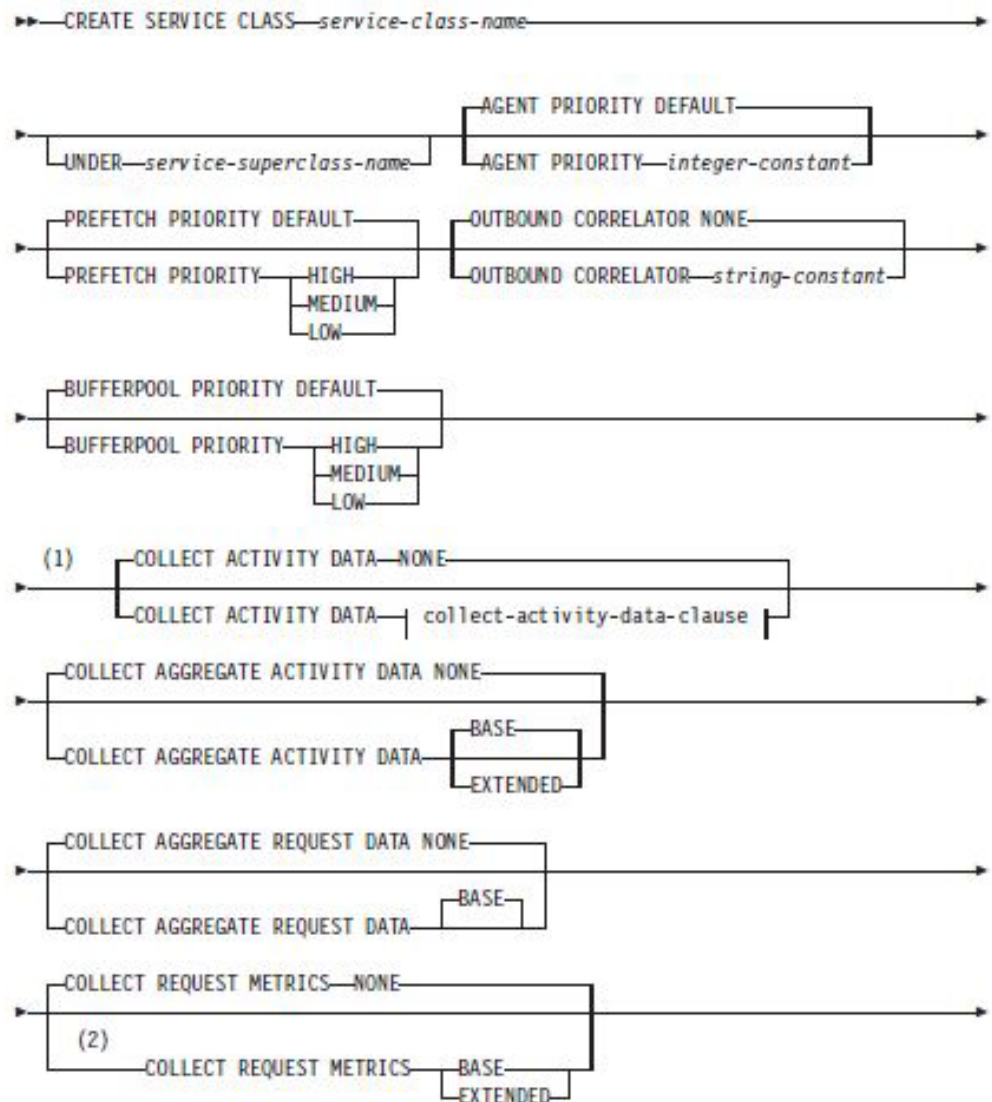 CREATE SERVICE CLASS service-class-name
AGENT PRIORITY DEFAULT
UNDER service-superclass-name AGENT PRIORITY integer-constant
PREFETCH PRIORITY DEFAULT OUTBOUND CORRELATOR NONE
PREFETCH PRIORITY HIGH OUTBOUND CORRELATOR string-constant
MEDIUM
LOW
BUFFERPOOL PRIORITY DEFAULT
BUFFERPOOL PRIORITY HIGH
MEDIUM
LOW
(1) COLLECT ACTIVITY DATA NONE
COLLECT ACTIVITY DATA collect-activity-data-clause
COLLECT AGGREGATE ACTIVITY DATA NONE
BASE
COLLECT AGGREGATE ACTIVITY DATA
EXTENDED
COLLECT AGGREGATE REQUEST DATA NONE
BASE
COLLECT AGGREGATE REQUEST DATA
COLLECT REQUEST METRICS NONE
(2)
COLLECT REQUEST METRICS BASE
EXTENDED